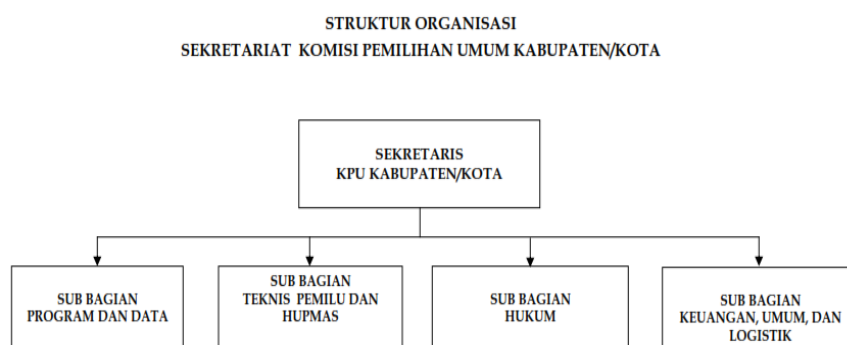 STRUKTUR ORGANISASI
SEKRETARIAT KOMISI PEMILIHAN UMUM KABUPATEN/KOTA
SEKRETARIS
KPU KABUPATEN/KOTA
SUB BAGIAN
PROGRAM DAN DATA
SUB BAGIAN
TEKNIS PEMILU DAN
HUPMAS
SUB BAGIAN
HUKUM
SUB BAGIAN
KEUANGAN, UMUM, DAN
LOGISTIK